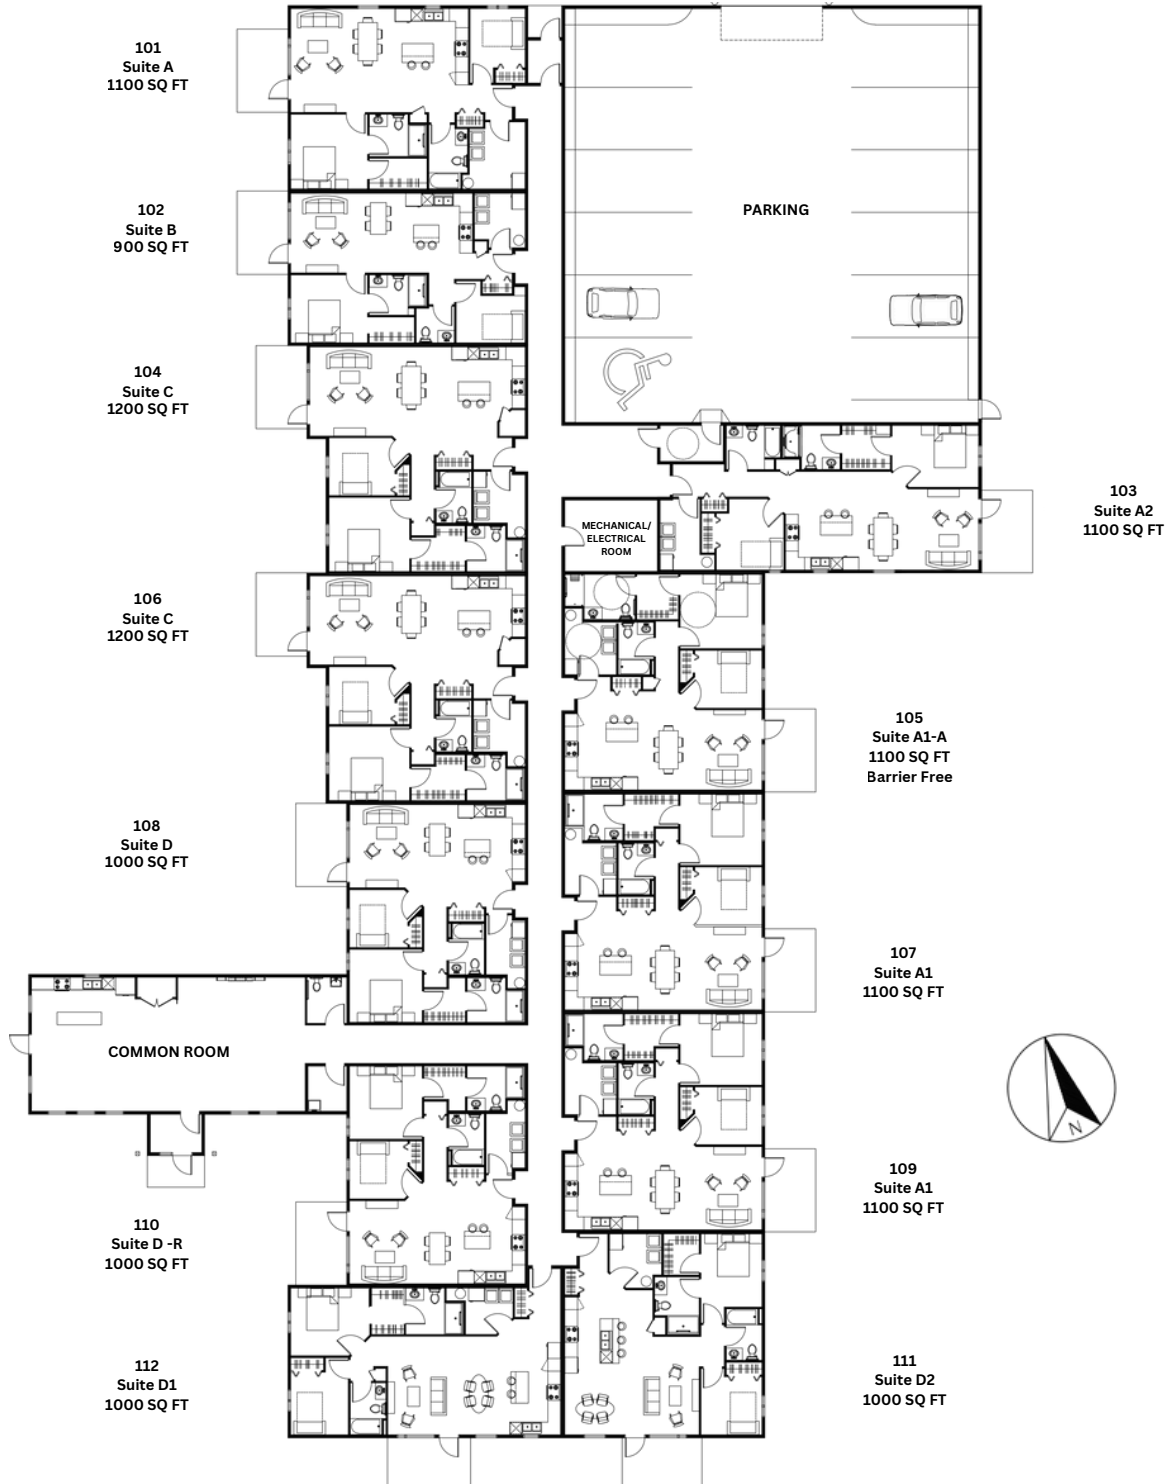 101
Suite A
1100 SQ FT
102
Suite B
900 SQ FT
PARKING
104
Suite C
1200 SQ FT
103
Suite A2
1100 SQ FT
MECHANICAL/
ELECTRICAL
ROOM
106
Suite C
1200 SQ FT
105
Suite A1-A
1100 SQ FT
Barrier Free
108
Suite D
1000 SQ FT
107
Suite A1
1100 SQ FT
COMMON ROOM
N
109
Suite A1
1100 SQ FT
110
Suite D -R
1000 SQ FT
112
Suite D1
1000 SQ FT
111
Suite D2
1000 SQ FT